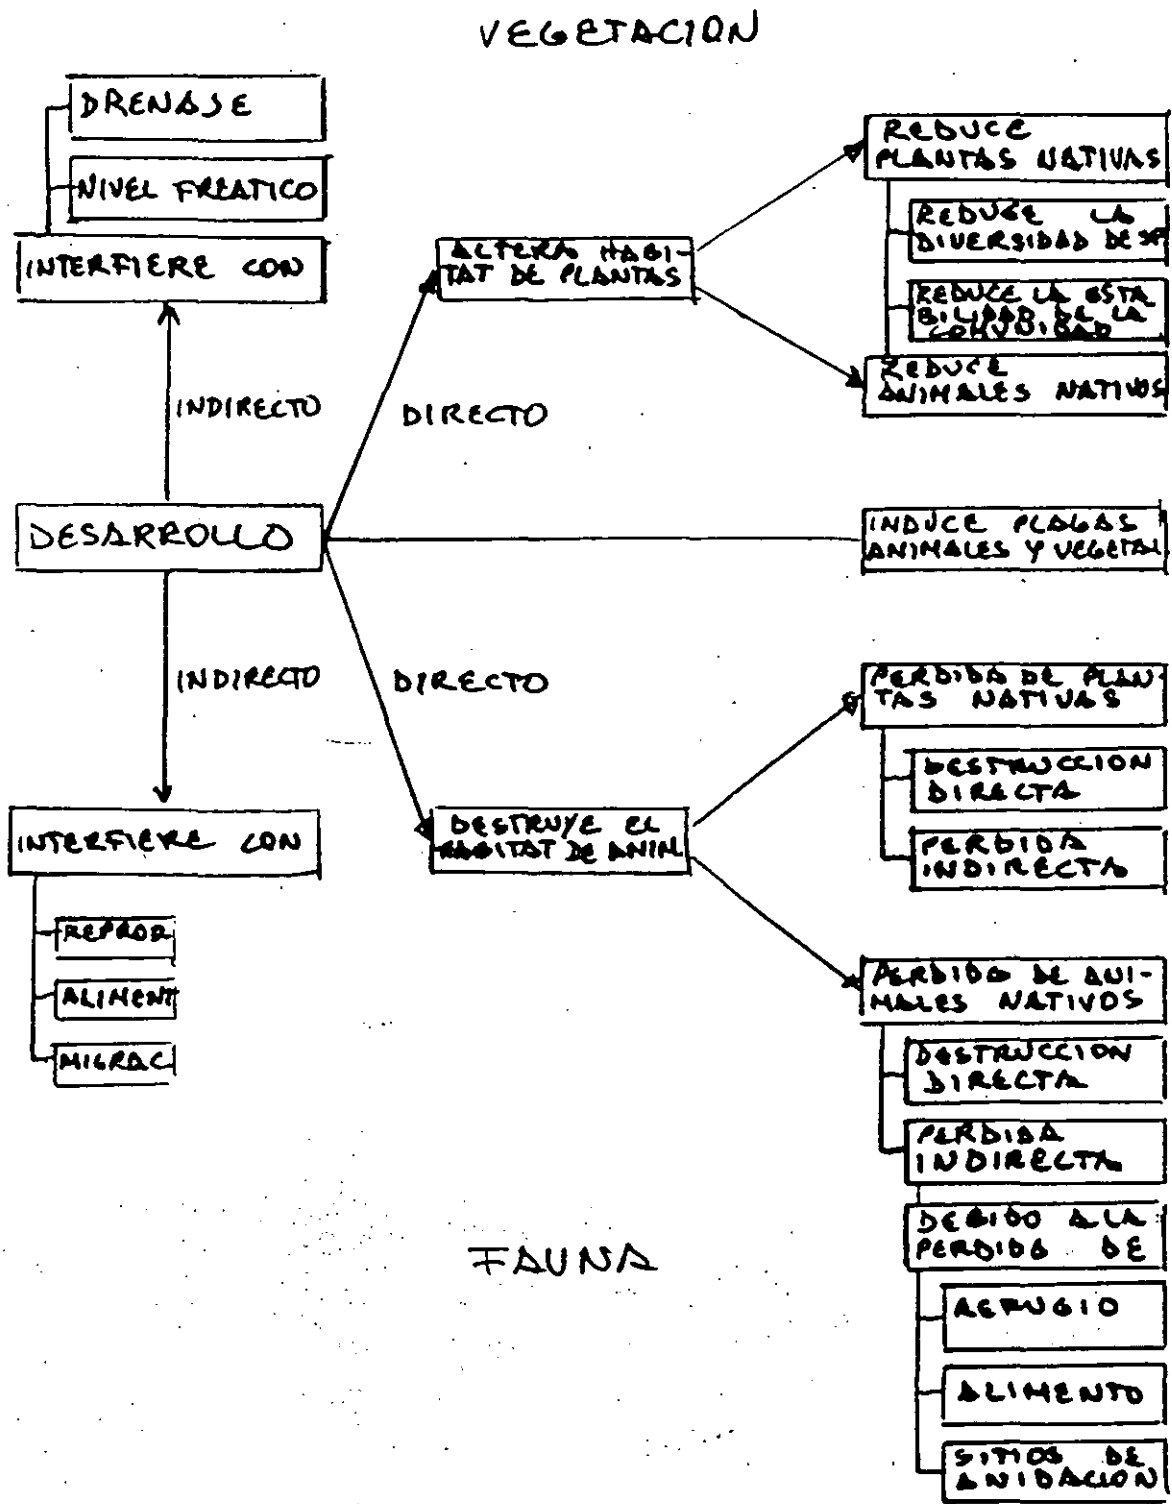 VEGETACION
DRENAJE
NIVEL FREATICO
INTERFIERE CON
INDIRECTO
DESARROLLO
INDIRECTO
INTERFIERE CON
REPROD
ALIMENT
MIGRAC
ALTERA HABI-
TAT DE PLANTAS
DIRECTO
DIRECTO
DESTRUYE EL
HABITAT DE ANIM
REDUCE
PLANTAS NATIVAS
REDUCE LA
DIVERSIDAD DE SP
REDUCE LA ESTA
BILIDAD DE LA
COMUNIDAD
REDUCE
ANIMALES NATIVOS
INDUCE PLAGAS
ANIMALES Y VEGETAL
PERDIDA DE PLAN-
TAS NATIVAS
DESTRUCCION
DIRECTA
PERDIDA
INDIRECTA
PERDIDA DE ANI-
MALES NATIVOS
DESTRUCCION
DIRECTA
PERDIDA
INDIRECTA
DEBIDO A LA
PERDIDA DE
REFUGIO
ALIMENTO
SITIOS DE
ANIDACION
FAUNA